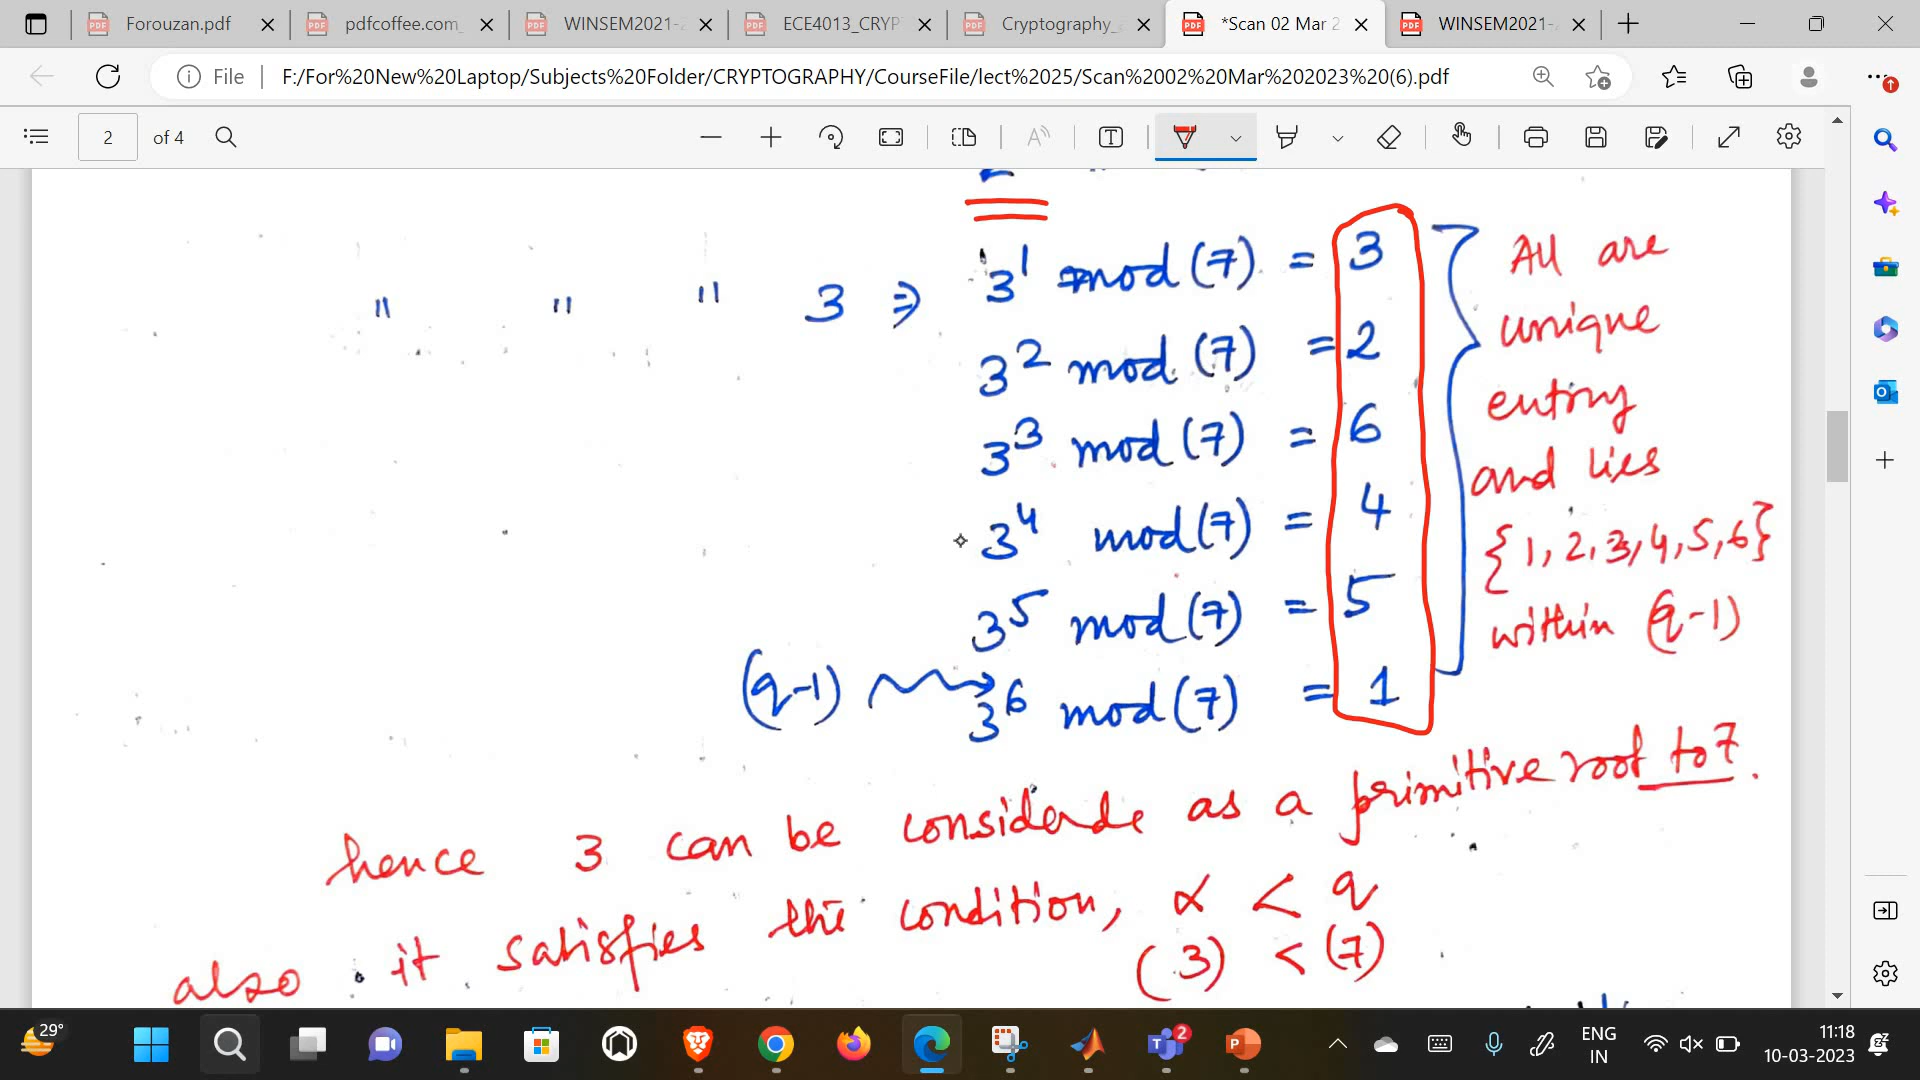 Forouzan.pdf
pdfcoffee.com_
WINSEM2021-
ECE4013_CRYP
Cryptography_
*Scan 02 Mar 2
WINSEM2021-
File
F:/For%20New%20Laptop/Subjects%20Folder/CRYPTOGRAPHY/CourseFile/lect%2025/Scan%2002%20Mar%202023%20(6).pdf
2 of 4
" " " 3 ⇒ 3¹ mod (7) = 3
3² mod (7) = 2
3³ mod (7) = 6
3⁴ mod (7) = 4
3⁵ mod (7) = 5
(q-1) 3⁶ mod (7) = 1
All are
unique
entry
and lies
{1, 2, 3, 4, 5, 6}
within (q-1)
hence 3 can be considerde as a primitive root to 7.
also it satisfies the condition, α < q
(3) < (7)
29°
2
ENG
IN
11:18
10-03-2023